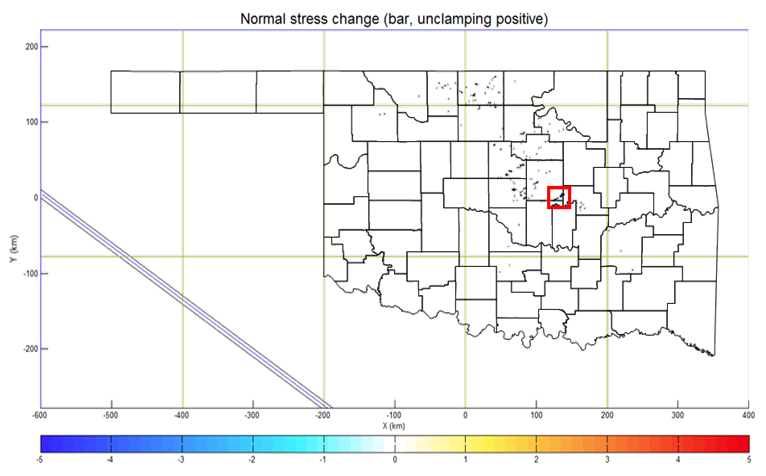 Normal stress change (bar, unclamping positive)
200
100
0
-100
-200
Y (km)
-600 -500 -400 -300 -200 -100 0 100 200 300 400
X (km)
-5 -4 -3 -2 -1 0 1 2 3 4 5